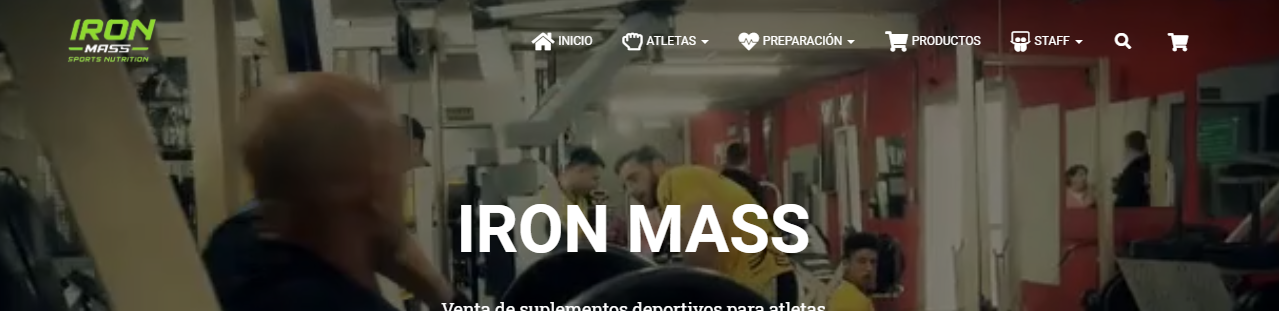 IRON
MASS
SPORTS NUTRITION
INICIO
ATLETAS
PREPARACIÓN
PRODUCTOS
STAFF
IRON MASS
Venta de suplementos deportivos para atletas